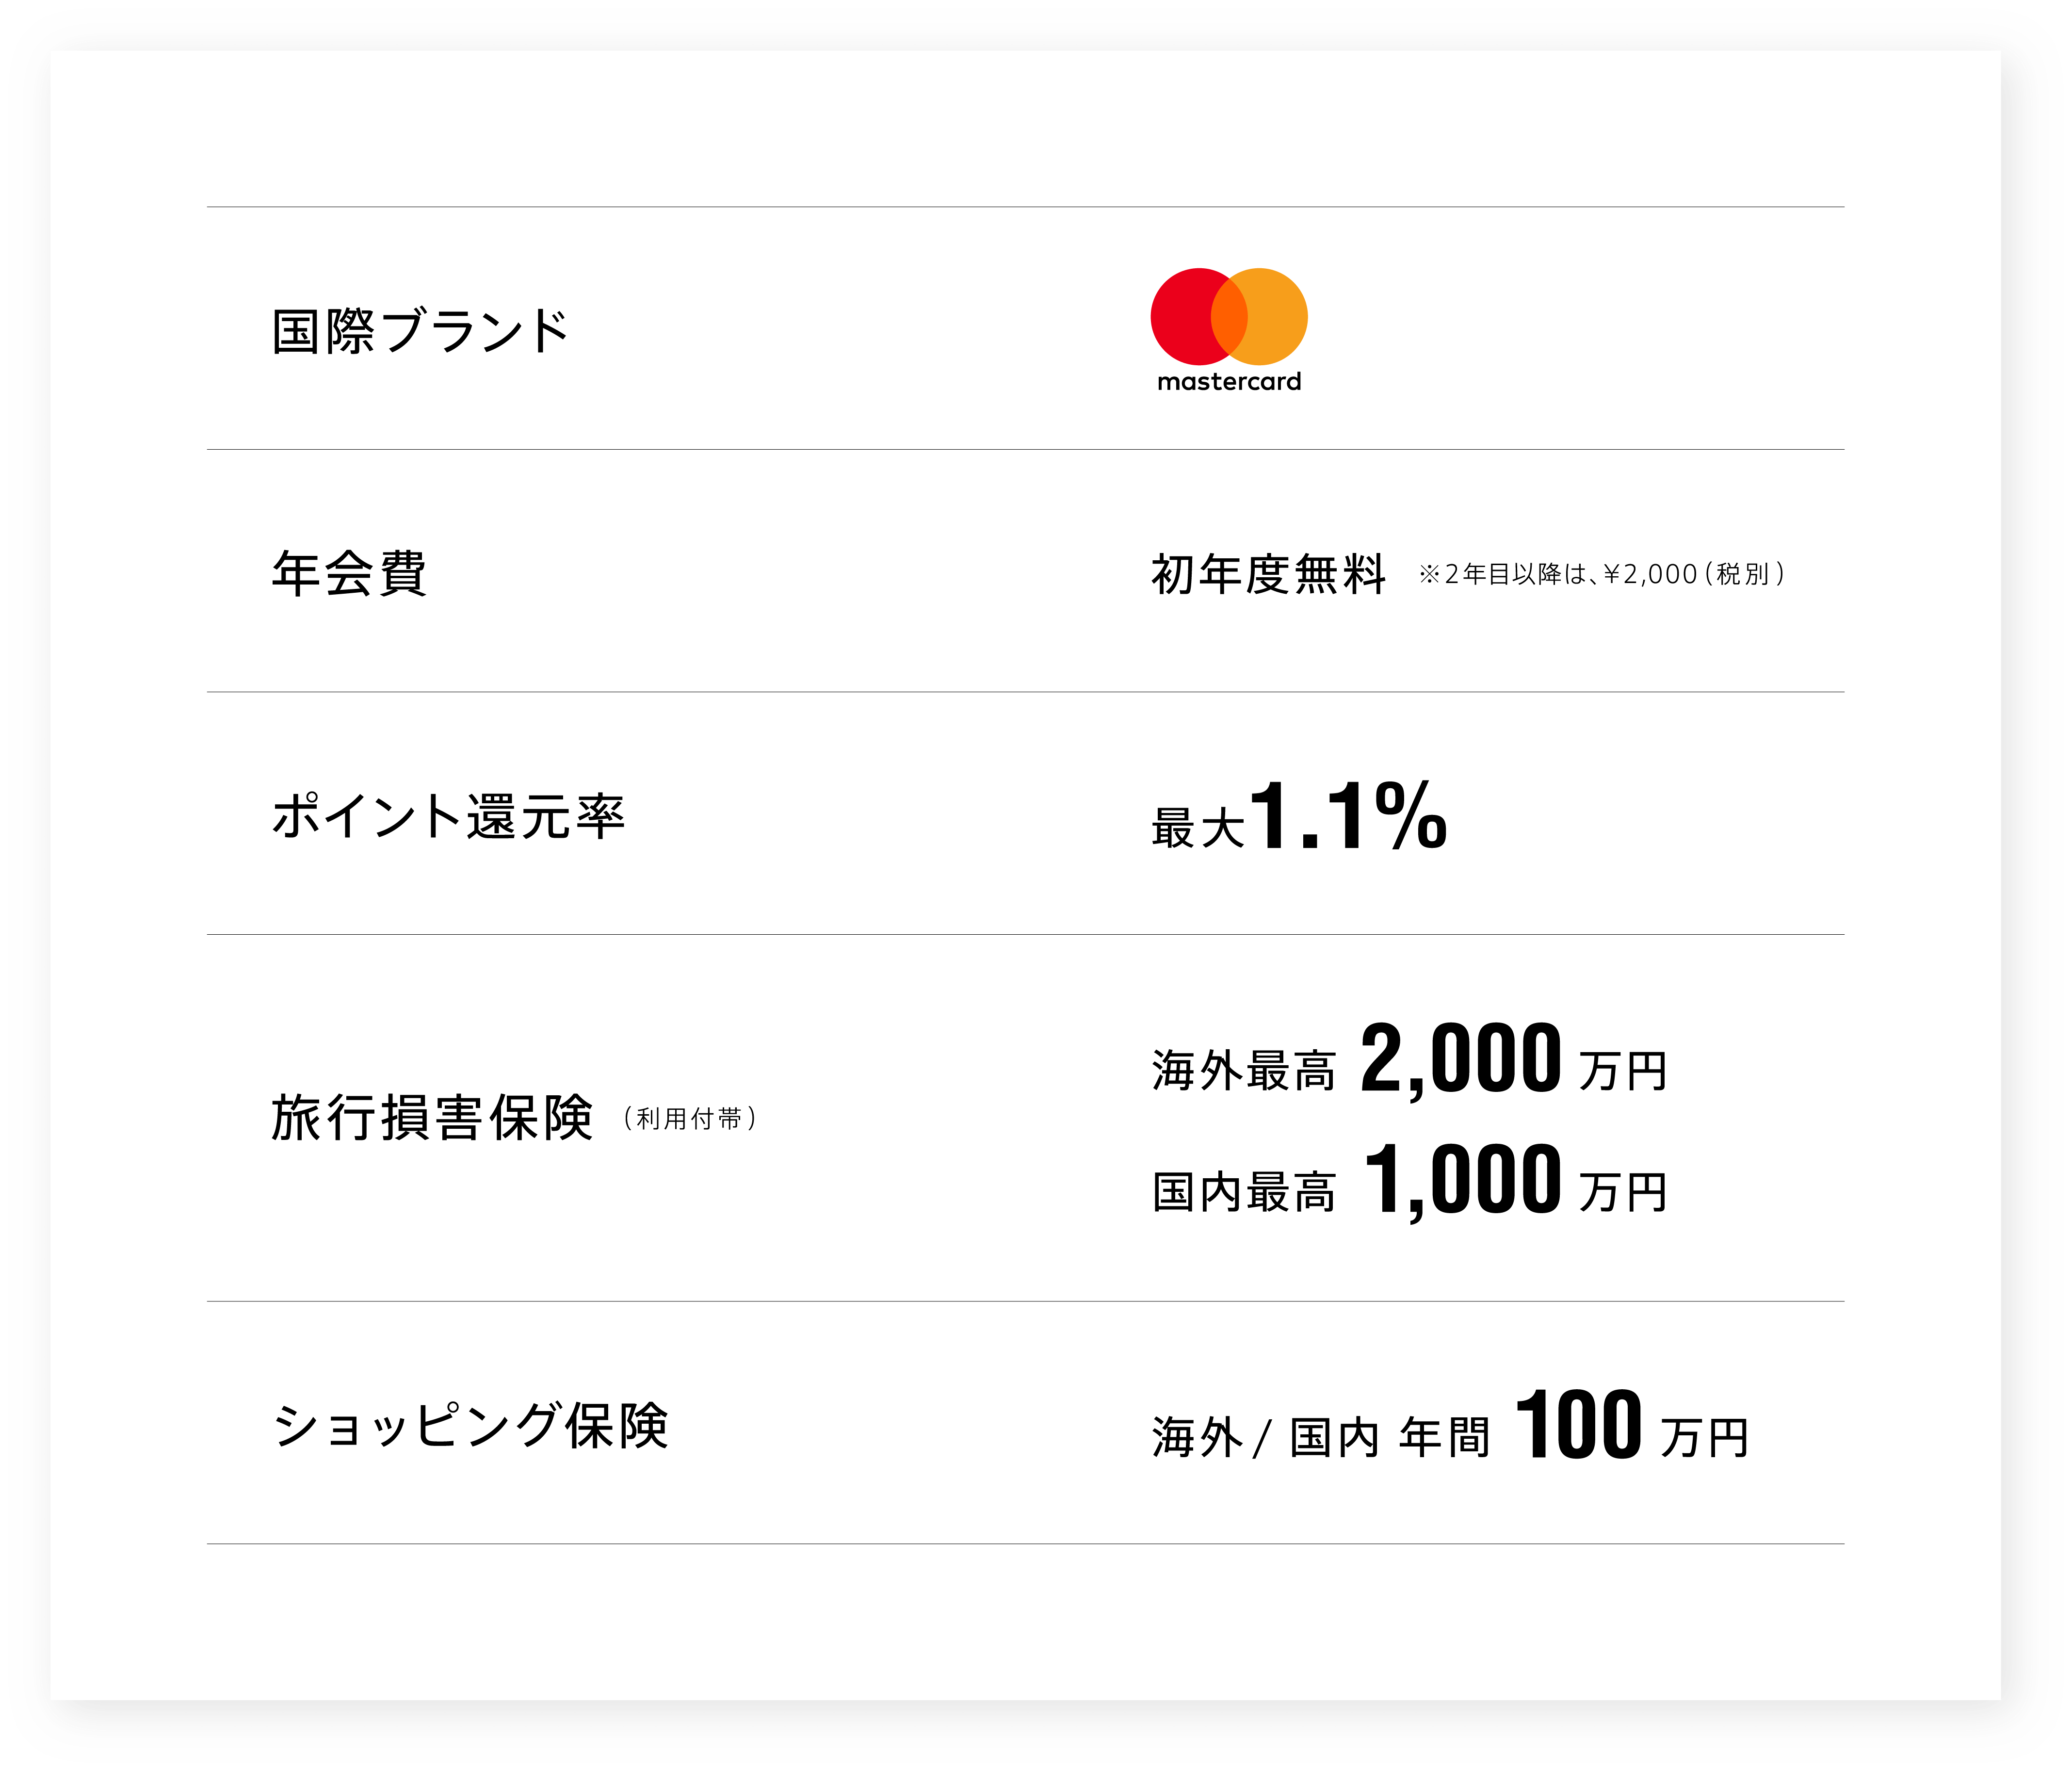 国際ブランド
mastercard
年会費
初年度無料 ※2年目以降は、¥2,000（税別）
ポイント還元率
最大1.1%
旅行損害保険（利用付帯）
海外最高 2,000 万円
国内最高 1,000 万円
ショッピング保険
海外/ 国内 年間 100 万円